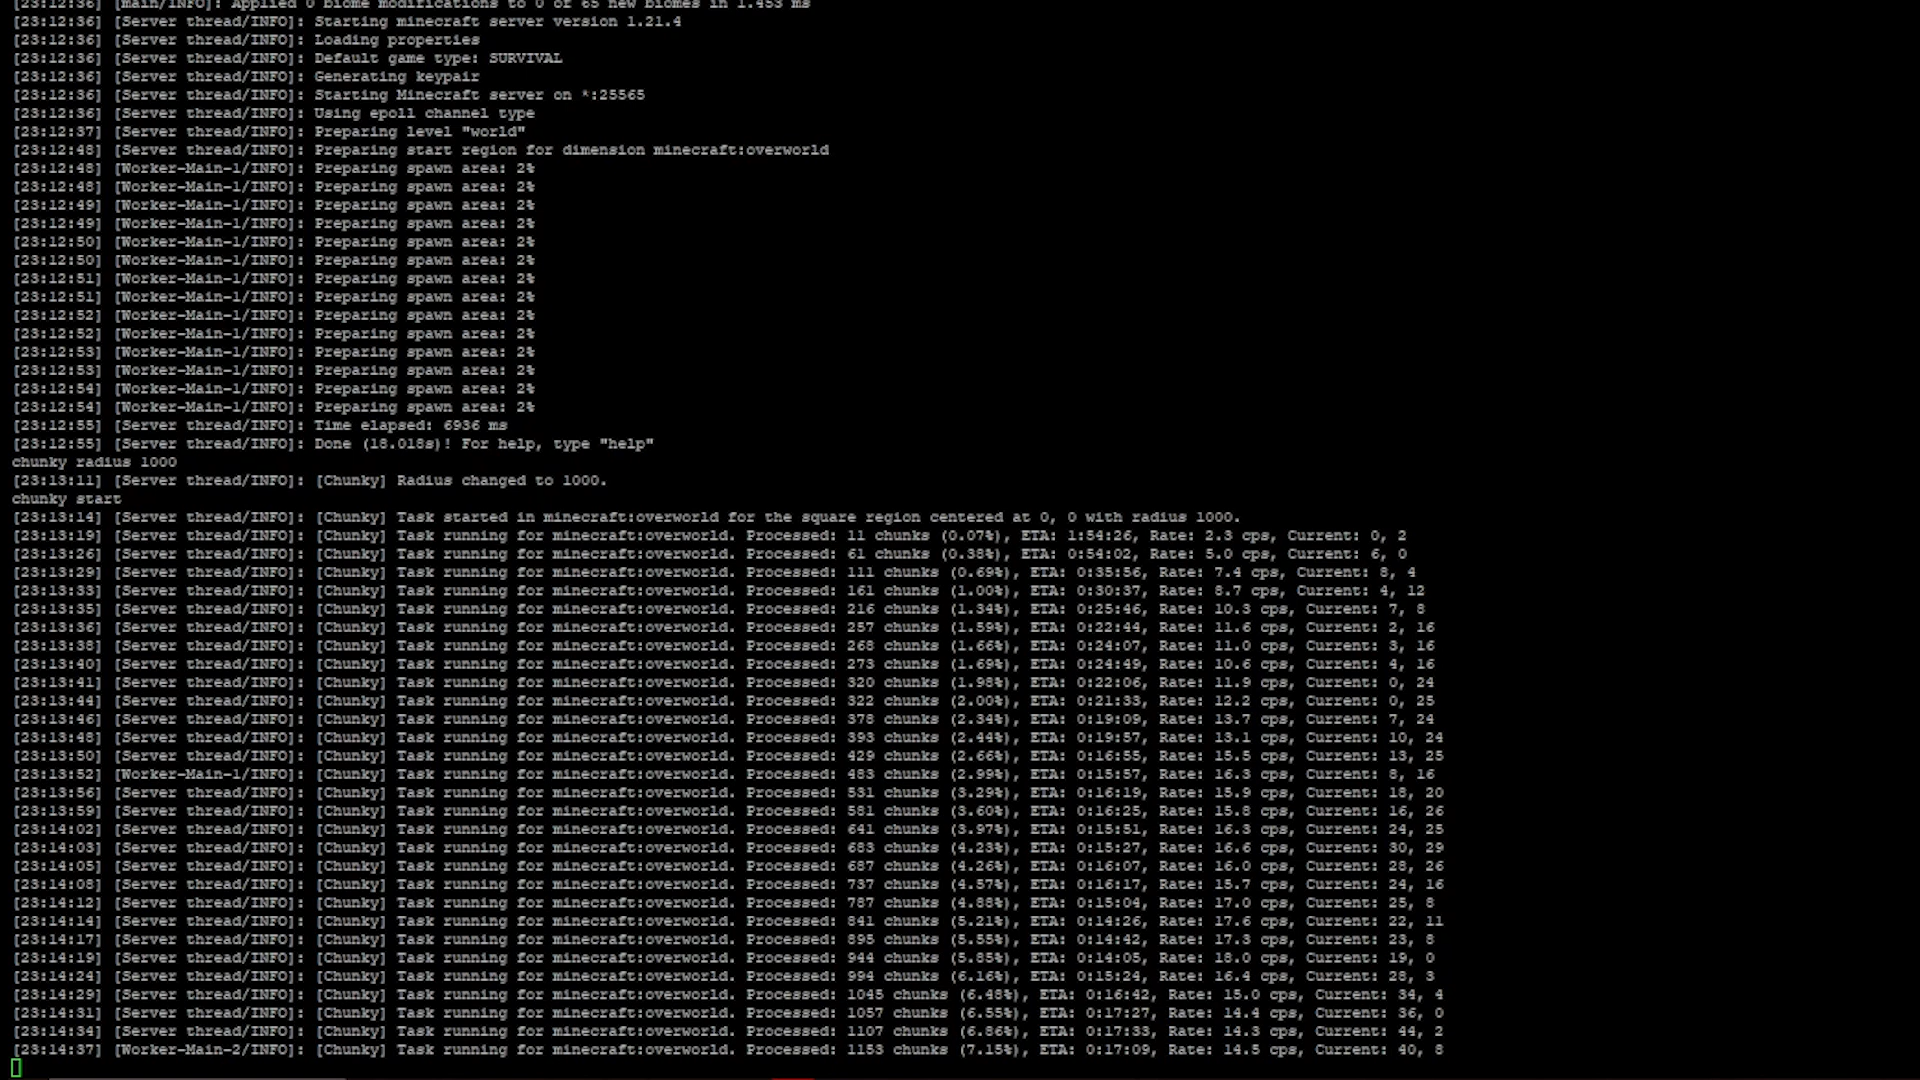 [23:12:36] [main/INFO]: Applied 0 biome modifications to 0 of 65 new biomes in 1.453 ms
[23:12:36] [Server thread/INFO]: Starting minecraft server version 1.21.4
[23:12:36] [Server thread/INFO]: Loading properties
[23:12:36] [Server thread/INFO]: Default game type: SURVIVAL
[23:12:36] [Server thread/INFO]: Generating keypair
[23:12:36] [Server thread/INFO]: Starting Minecraft server on *:25565
[23:12:36] [Server thread/INFO]: Using epoll channel type
[23:12:37] [Server thread/INFO]: Preparing level "world"
[23:12:48] [Server thread/INFO]: Preparing start region for dimension minecraft:overworld
[23:12:48] [Worker-Main-1/INFO]: Preparing spawn area: 2%
[23:12:48] [Worker-Main-1/INFO]: Preparing spawn area: 2%
[23:12:49] [Worker-Main-1/INFO]: Preparing spawn area: 2%
[23:12:49] [Worker-Main-1/INFO]: Preparing spawn area: 2%
[23:12:50] [Worker-Main-1/INFO]: Preparing spawn area: 2%
[23:12:50] [Worker-Main-1/INFO]: Preparing spawn area: 2%
[23:12:51] [Worker-Main-1/INFO]: Preparing spawn area: 2%
[23:12:51] [Worker-Main-1/INFO]: Preparing spawn area: 2%
[23:12:52] [Worker-Main-1/INFO]: Preparing spawn area: 2%
[23:12:52] [Worker-Main-1/INFO]: Preparing spawn area: 2%
[23:12:53] [Worker-Main-1/INFO]: Preparing spawn area: 2%
[23:12:53] [Worker-Main-1/INFO]: Preparing spawn area: 2%
[23:12:54] [Worker-Main-1/INFO]: Preparing spawn area: 2%
[23:12:54] [Worker-Main-1/INFO]: Preparing spawn area: 2%
[23:12:55] [Server thread/INFO]: Time elapsed: 6936 ms
[23:12:55] [Server thread/INFO]: Done (18.018s)! For help, type "help"
chunky radius 1000
[23:13:11] [Server thread/INFO]: [Chunky] Radius changed to 1000.
chunky start
[23:13:14] [Server thread/INFO]: [Chunky] Task started in minecraft:overworld for the square region centered at 0, 0 with radius 1000.
[23:13:19] [Server thread/INFO]: [Chunky] Task running for minecraft:overworld. Processed: 11 chunks (0.07%), ETA: 1:54:26, Rate: 2.3 cps, Current: 0, 2
[23:13:26] [Server thread/INFO]: [Chunky] Task running for minecraft:overworld. Processed: 61 chunks (0.38%), ETA: 0:54:02, Rate: 5.0 cps, Current: 6, 0
[23:13:29] [Server thread/INFO]: [Chunky] Task running for minecraft:overworld. Processed: 111 chunks (0.69%), ETA: 0:35:56, Rate: 7.4 cps, Current: 8, 4
[23:13:33] [Server thread/INFO]: [Chunky] Task running for minecraft:overworld. Processed: 161 chunks (1.00%), ETA: 0:30:37, Rate: 8.7 cps, Current: 4, 12
[23:13:35] [Server thread/INFO]: [Chunky] Task running for minecraft:overworld. Processed: 216 chunks (1.34%), ETA: 0:25:46, Rate: 10.3 cps, Current: 7, 8
[23:13:36] [Server thread/INFO]: [Chunky] Task running for minecraft:overworld. Processed: 257 chunks (1.59%), ETA: 0:22:44, Rate: 11.6 cps, Current: 2, 16
[23:13:38] [Server thread/INFO]: [Chunky] Task running for minecraft:overworld. Processed: 268 chunks (1.66%), ETA: 0:24:07, Rate: 11.0 cps, Current: 3, 16
[23:13:40] [Server thread/INFO]: [Chunky] Task running for minecraft:overworld. Processed: 273 chunks (1.69%), ETA: 0:24:49, Rate: 10.6 cps, Current: 4, 16
[23:13:41] [Server thread/INFO]: [Chunky] Task running for minecraft:overworld. Processed: 320 chunks (1.98%), ETA: 0:22:06, Rate: 11.9 cps, Current: 0, 24
[23:13:44] [Server thread/INFO]: [Chunky] Task running for minecraft:overworld. Processed: 322 chunks (2.00%), ETA: 0:21:33, Rate: 12.2 cps, Current: 0, 25
[23:13:46] [Server thread/INFO]: [Chunky] Task running for minecraft:overworld. Processed: 378 chunks (2.34%), ETA: 0:19:09, Rate: 13.7 cps, Current: 7, 24
[23:13:48] [Server thread/INFO]: [Chunky] Task running for minecraft:overworld. Processed: 393 chunks (2.44%), ETA: 0:19:57, Rate: 13.1 cps, Current: 10, 24
[23:13:50] [Server thread/INFO]: [Chunky] Task running for minecraft:overworld. Processed: 429 chunks (2.66%), ETA: 0:16:55, Rate: 15.5 cps, Current: 13, 25
[23:13:52] [Worker-Main-1/INFO]: [Chunky] Task running for minecraft:overworld. Processed: 483 chunks (2.99%), ETA: 0:15:57, Rate: 16.3 cps, Current: 8, 16
[23:13:56] [Server thread/INFO]: [Chunky] Task running for minecraft:overworld. Processed: 531 chunks (3.29%), ETA: 0:16:19, Rate: 15.9 cps, Current: 18, 20
[23:13:59] [Server thread/INFO]: [Chunky] Task running for minecraft:overworld. Processed: 581 chunks (3.60%), ETA: 0:16:25, Rate: 15.8 cps, Current: 16, 26
[23:14:02] [Server thread/INFO]: [Chunky] Task running for minecraft:overworld. Processed: 641 chunks (3.97%), ETA: 0:15:51, Rate: 16.3 cps, Current: 24, 25
[23:14:03] [Server thread/INFO]: [Chunky] Task running for minecraft:overworld. Processed: 683 chunks (4.23%), ETA: 0:15:27, Rate: 16.6 cps, Current: 30, 29
[23:14:05] [Server thread/INFO]: [Chunky] Task running for minecraft:overworld. Processed: 687 chunks (4.26%), ETA: 0:16:07, Rate: 16.0 cps, Current: 28, 26
[23:14:08] [Server thread/INFO]: [Chunky] Task running for minecraft:overworld. Processed: 737 chunks (4.57%), ETA: 0:16:17, Rate: 15.7 cps, Current: 24, 16
[23:14:12] [Server thread/INFO]: [Chunky] Task running for minecraft:overworld. Processed: 787 chunks (4.88%), ETA: 0:15:04, Rate: 17.0 cps, Current: 25, 8
[23:14:14] [Server thread/INFO]: [Chunky] Task running for minecraft:overworld. Processed: 841 chunks (5.21%), ETA: 0:14:26, Rate: 17.6 cps, Current: 22, 11
[23:14:17] [Server thread/INFO]: [Chunky] Task running for minecraft:overworld. Processed: 895 chunks (5.55%), ETA: 0:14:42, Rate: 17.3 cps, Current: 23, 8
[23:14:19] [Server thread/INFO]: [Chunky] Task running for minecraft:overworld. Processed: 944 chunks (5.85%), ETA: 0:14:05, Rate: 18.0 cps, Current: 19, 0
[23:14:24] [Server thread/INFO]: [Chunky] Task running for minecraft:overworld. Processed: 994 chunks (6.16%), ETA: 0:15:24, Rate: 16.4 cps, Current: 28, 3
[23:14:29] [Server thread/INFO]: [Chunky] Task running for minecraft:overworld. Processed: 1045 chunks (6.48%), ETA: 0:16:42, Rate: 15.0 cps, Current: 34, 4
[23:14:31] [Server thread/INFO]: [Chunky] Task running for minecraft:overworld. Processed: 1057 chunks (6.55%), ETA: 0:17:27, Rate: 14.4 cps, Current: 36, 0
[23:14:34] [Server thread/INFO]: [Chunky] Task running for minecraft:overworld. Processed: 1107 chunks (6.86%), ETA: 0:17:33, Rate: 14.3 cps, Current: 44, 2
[23:14:37] [Worker-Main-2/INFO]: [Chunky] Task running for minecraft:overworld. Processed: 1153 chunks (7.15%), ETA: 0:17:09, Rate: 14.5 cps, Current: 40, 8